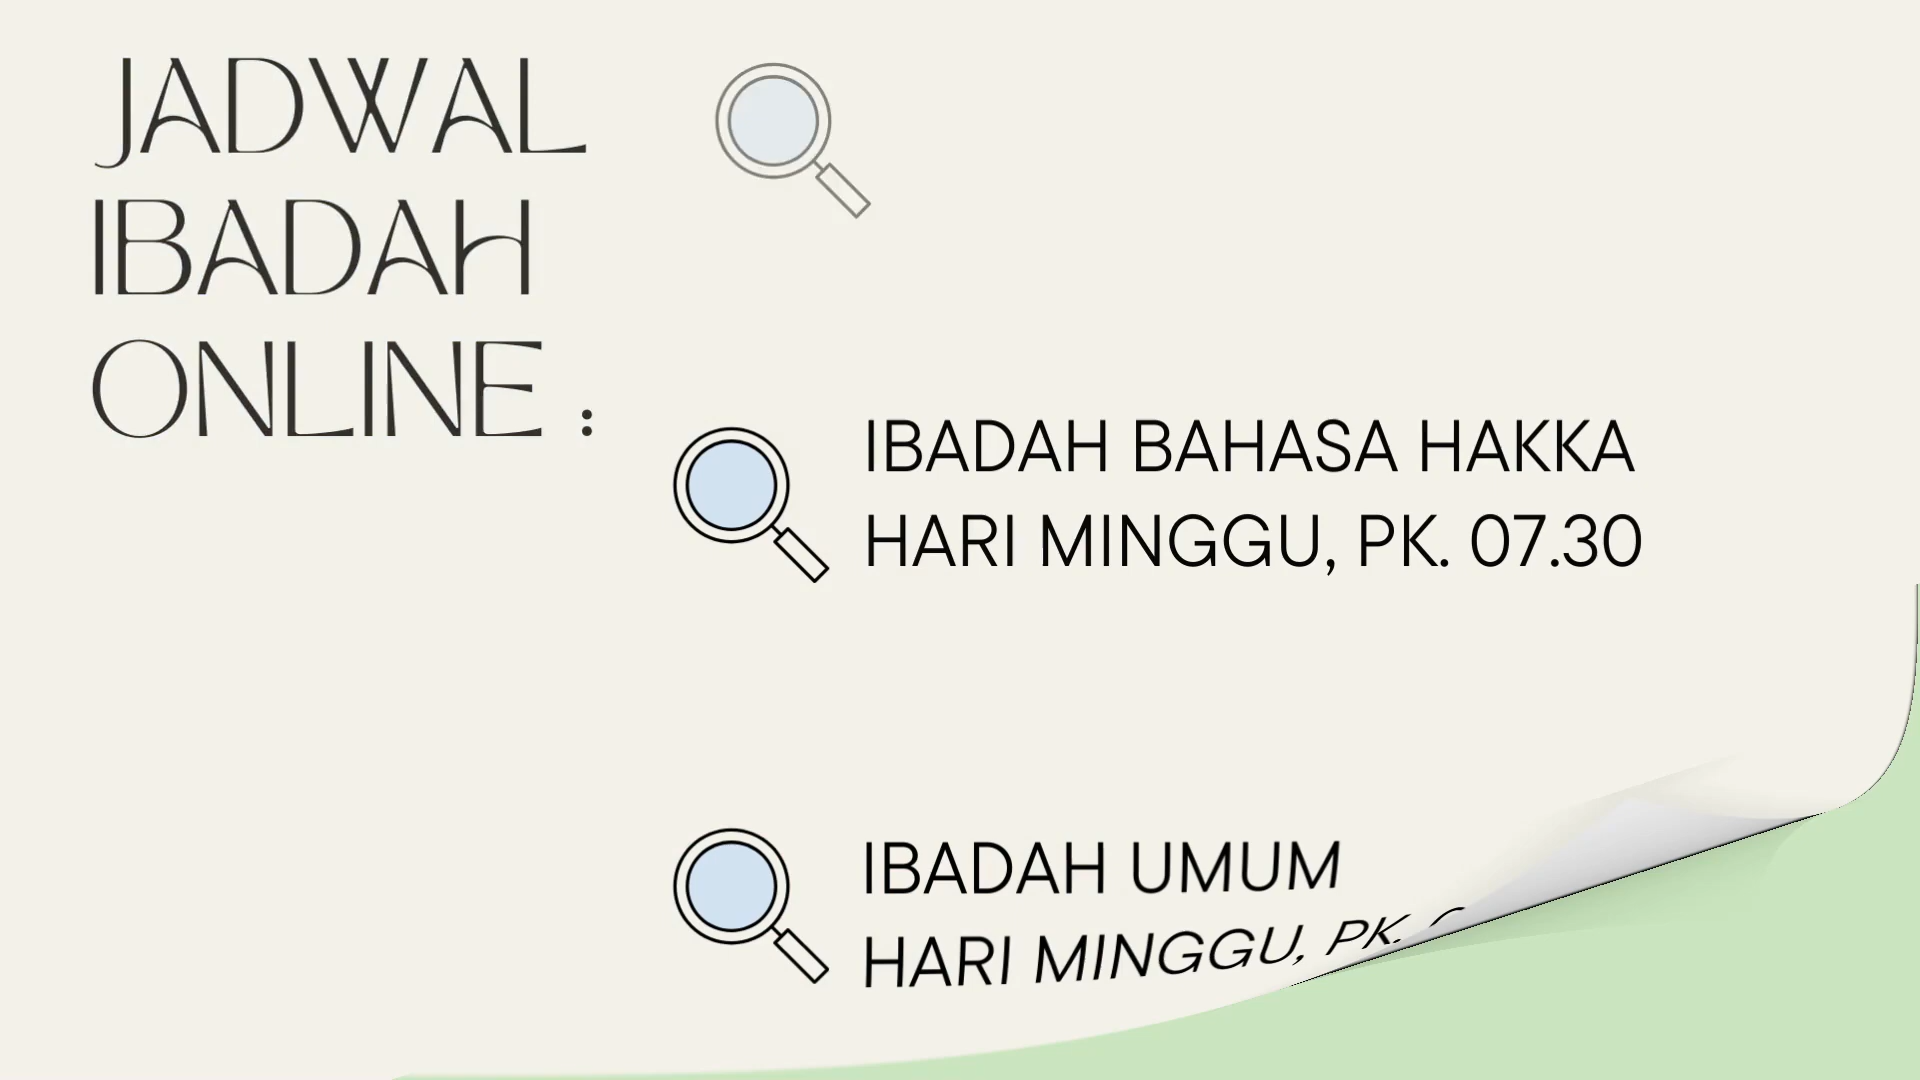 JADWAL
IBADAH
ONLINE :
IBADAH BAHASA HAKKA
HARI MINGGU, PK. 07.30
IBADAH UMUM
HARI MINGGU, PK.